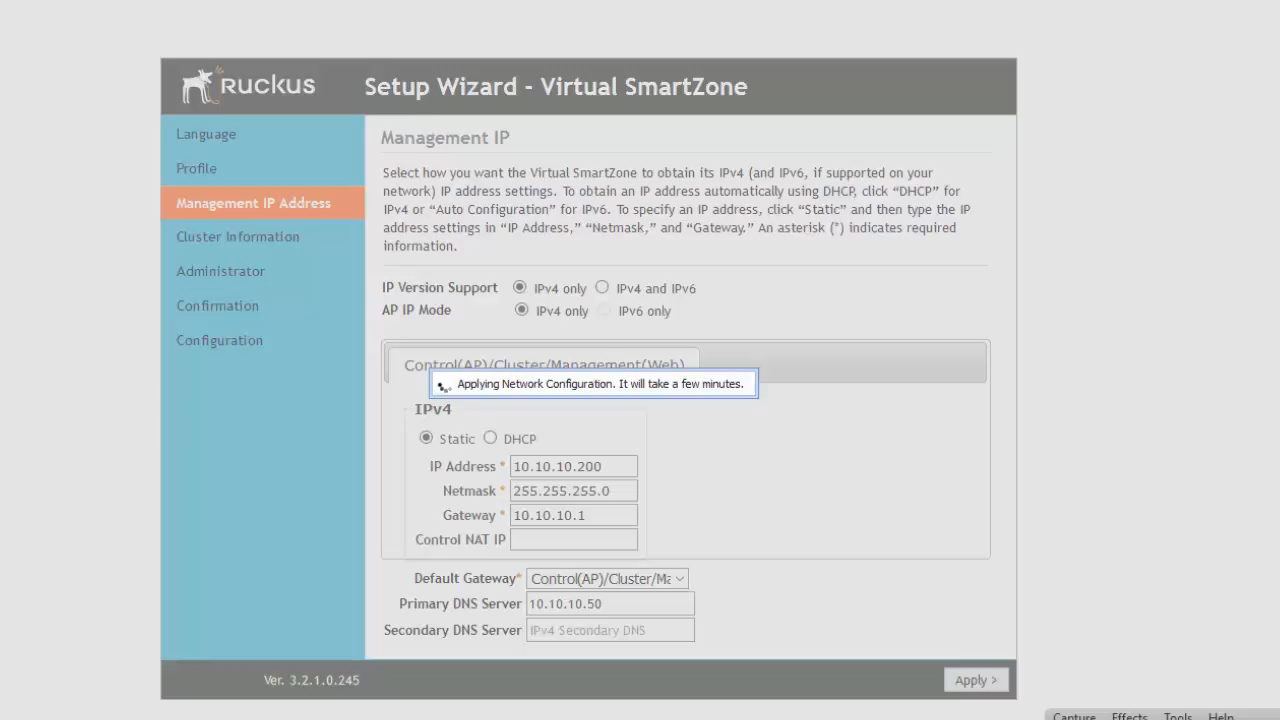 RUCKUS
Setup Wizard - Virtual SmartZone
Language
Profile
Management IP Address
Cluster Information
Administrator
Confirmation
Configuration
Management IP
Select how you want the Virtual SmartZone to obtain its IPv4 (and IPv6, if supported on your
network) IP address settings. To obtain an IP address automatically using DHCP, click “DHCP” for
IPv4 or “Auto Configuration” for IPv6. To specify an IP address, click “Static” and then type the IP
address settings in “IP Address,” “Netmask,” and “Gateway.” An asterisk (*) indicates required
information.
IP Version Support IPv4 only IPv4 and IPv6
AP IP Mode IPv4 only IPv6 only
Control(AP)/Cluster/Management(Web)
Applying Network Configuration. It will take a few minutes.
IPv4
Static DHCP
IP Address * 10.10.10.200
Netmask * 255.255.255.0
Gateway * 10.10.10.1
Control NAT IP
Default Gateway* Control(AP)/Cluster/Ma
Primary DNS Server 10.10.10.50
Secondary DNS Server IPv4 Secondary DNS
Ver. 3.2.1.0.245
Apply >
Capture Effects Tools Help